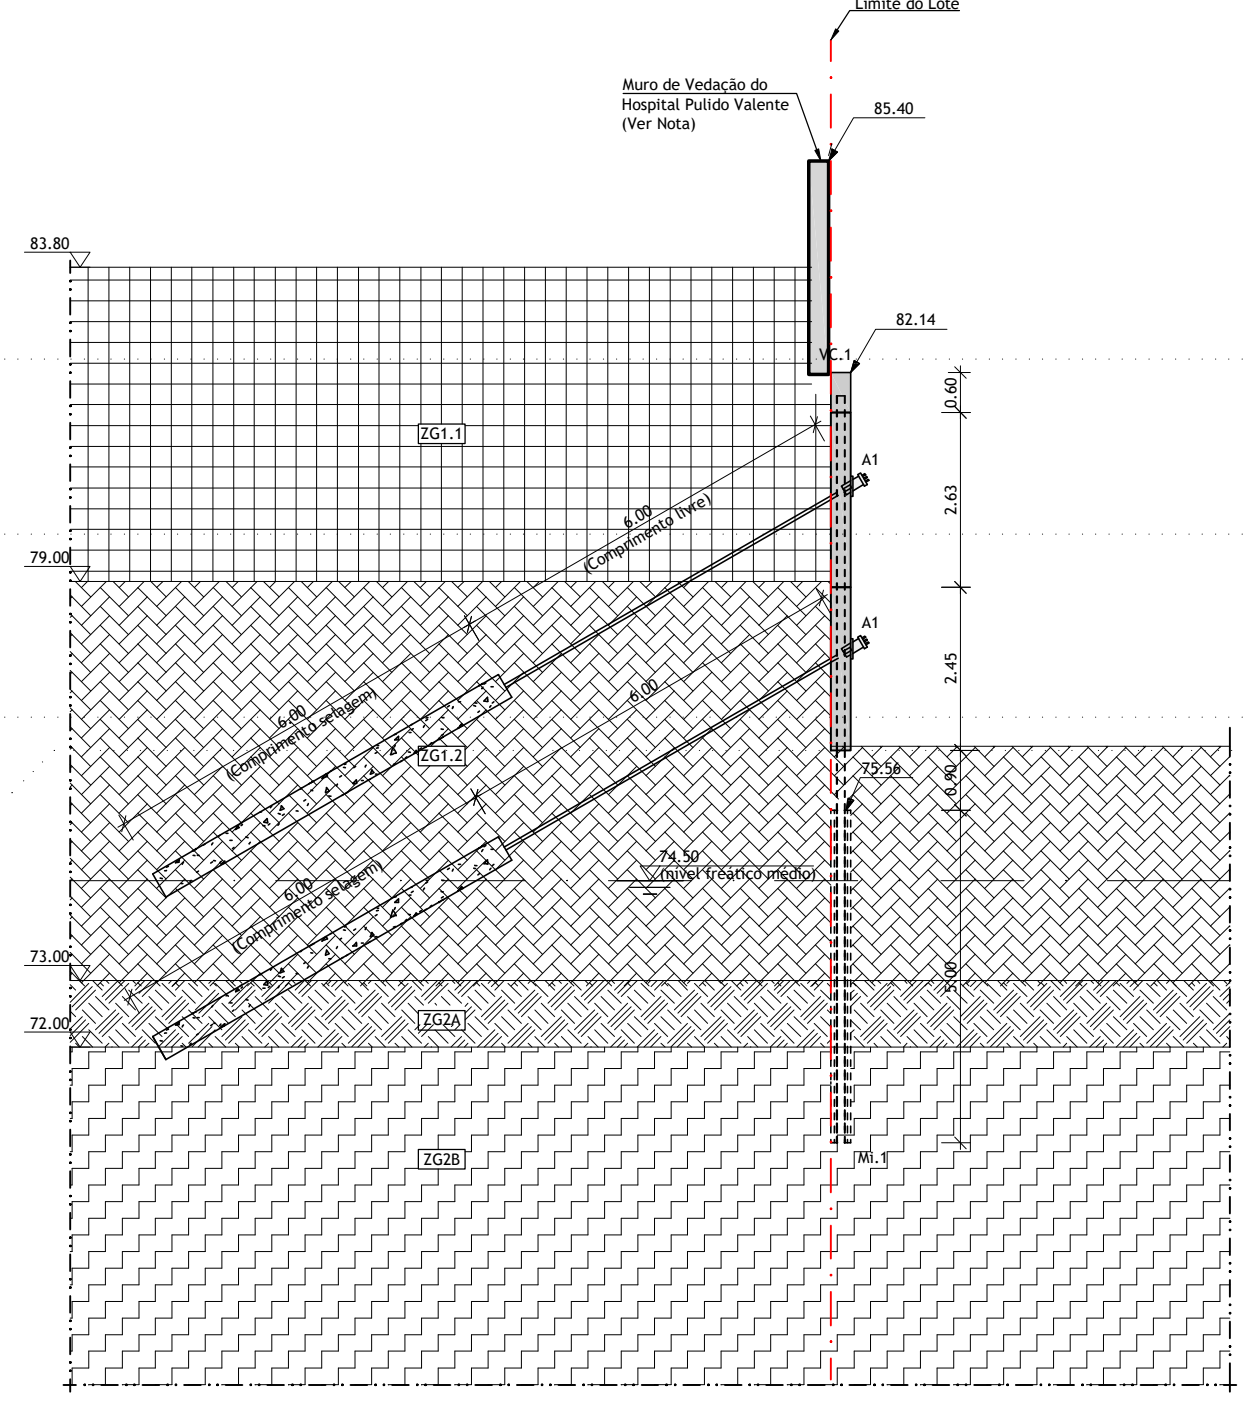 Limite do Lote
Muro de Vedação do
Hospital Pulido Valente
(Ver Nota)
85.40
83.80
82.14
VC.1
0.60
ZG1.1
A1
2.63
6.00
(Comprimento livre)
79.00
A1
2.45
6.00
6.00
(Comprimento selagem)
ZG1.2
75.56
0.90
74.50
(nível freático médio)
6.00
(Comprimento selagem)
73.00
5.00
ZG2A
72.00
ZG2B
Mi.1